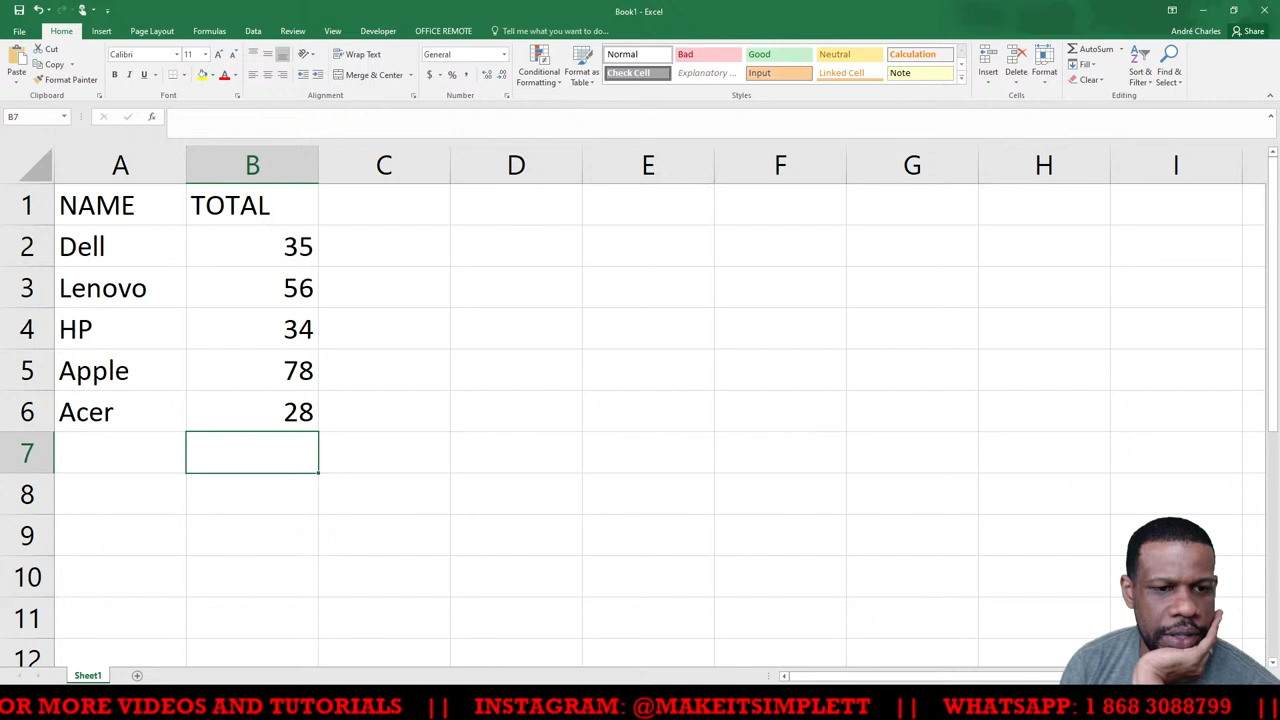 Book1 - Excel
File Home Insert Page Layout Formulas Data Review View Developer OFFICE REMOTE Tell me what you want to do... André Charles Share
Paste Cut Copy Format Painter Clipboard
Calibri 11 A A B I U A Font
Wrap Text Merge & Center Alignment
General $ % , Number
Conditional Formatting Format as Table
Normal Bad Good Neutral Calculation
Check Cell Explanatory ... Input Linked Cell Note
Styles
Insert Delete Format Cells
AutoSum Fill Clear Sort & Filter Find & Select Editing
B7 fx
A B C D E F G H I
1 NAME TOTAL
2 Dell 35
3 Lenovo 56
4 HP 34
5 Apple 78
6 Acer 28
7
8
9
10
11
12
Sheet1
OR MORE VIDEOS AND TUTORIALS || INSTAGRAM: @MAKEITSIMPLETT || WHATSAPP: 1 868 3088799 ||